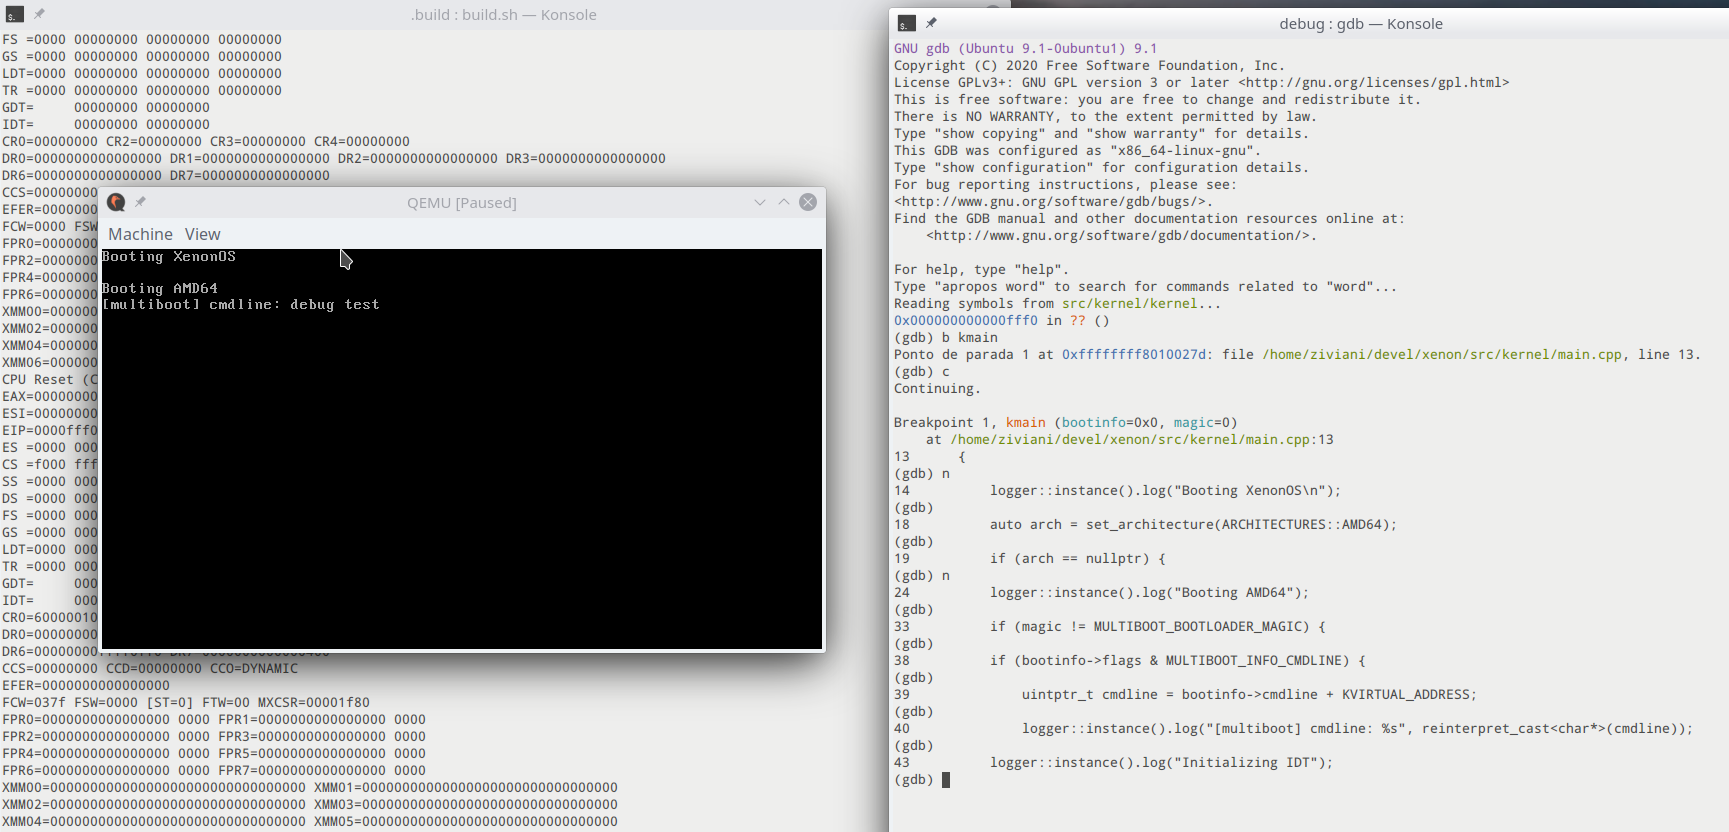 .build : build.sh — Konsole
FS =0000 00000000 00000000 00000000
GS =0000 00000000 00000000 00000000
LDT=0000 00000000 00000000 00000000
TR =0000 00000000 00000000 00000000
GDT=     00000000 00000000
IDT=     00000000 00000000
CR0=00000000 CR2=00000000 CR3=00000000 CR4=00000000
DR0=0000000000000000 DR1=0000000000000000 DR2=0000000000000000 DR3=0000000000000000
DR6=0000000000000000 DR7=0000000000000000
CCS=00000
EFER=0000000
FCW=0000 FSW
FPR0=0000000
FPR2=0000000
FPR4=0000000
FPR6=0000000
XMM00=000000
XMM02=000000
XMM04=000000
XMM06=000000
CPU Reset (C
EAX=00000000
ESI=00000000
EIP=0000fff0
ES =0000 000
CS =f000 fff
SS =0000 000
DS =0000 000
FS =0000 000
GS =0000 000
LDT=0000 000
TR =0000 000
GDT=     000
IDT=     000
CR0=60000010
DR0=00000000
CCS=00000000 CCD=00000000 CCO=DYNAMIC
EFER=0000000000000000
FCW=037f FSW=0000 [ST=0] FTW=00 MXCSR=00001f80
FPR0=0000000000000000 0000 FPR1=0000000000000000 0000
FPR2=0000000000000000 0000 FPR3=0000000000000000 0000
FPR4=0000000000000000 0000 FPR5=0000000000000000 0000
FPR6=0000000000000000 0000 FPR7=0000000000000000 0000
XMM00=00000000000000000000000000000000 XMM01=00000000000000000000000000000000
XMM02=00000000000000000000000000000000 XMM03=00000000000000000000000000000000
XMM04=00000000000000000000000000000000 XMM05=00000000000000000000000000000000
QEMU [Paused]
Machine View
Booting XenonOS
Booting AMD64
[multiboot] cmdline: debug test
debug : gdb — Konsole
GNU gdb (Ubuntu 9.1-0ubuntu1) 9.1
Copyright (C) 2020 Free Software Foundation, Inc.
License GPLv3+: GNU GPL version 3 or later <http://gnu.org/licenses/gpl.html>
This is free software: you are free to change and redistribute it.
There is NO WARRANTY, to the extent permitted by law.
Type "show copying" and "show warranty" for details.
This GDB was configured as "x86_64-linux-gnu".
Type "show configuration" for configuration details.
For bug reporting instructions, please see:
<http://www.gnu.org/software/gdb/bugs/>.
Find the GDB manual and other documentation resources online at:
    <http://www.gnu.org/software/gdb/documentation/>.
For help, type "help".
Type "apropos word" to search for commands related to "word"...
Reading symbols from src/kernel/kernel...
0x000000000000fff0 in ?? ()
(gdb) b kmain
Ponto de parada 1 at 0xffffffff8010027d: file /home/ziviani/devel/xenon/src/kernel/main.cpp, line 13.
(gdb) c
Continuing.
Breakpoint 1, kmain (bootinfo=0x0, magic=0)
    at /home/ziviani/devel/xenon/src/kernel/main.cpp:13
13      {
(gdb) n
14          logger::instance().log("Booting XenonOS\n");
(gdb)
18          auto arch = set_architecture(ARCHITECTURES::AMD64);
(gdb)
19          if (arch == nullptr) {
(gdb) n
24          logger::instance().log("Booting AMD64");
(gdb)
33          if (magic != MULTIBOOT_BOOTLOADER_MAGIC) {
(gdb)
38          if (bootinfo->flags & MULTIBOOT_INFO_CMDLINE) {
(gdb)
39              uintptr_t cmdline = bootinfo->cmdline + KVIRTUAL_ADDRESS;
(gdb)
40              logger::instance().log("[multiboot] cmdline: %s", reinterpret_cast<char*>(cmdline));
(gdb)
43          logger::instance().log("Initializing IDT");
(gdb)